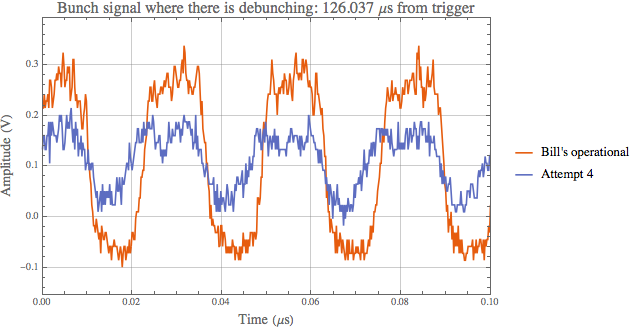 Bunch signal where there is debunching: 126.037 μs from trigger
Amplitude (V)
0.3
0.2
0.1
0.0
-0.1
0.00 0.02 0.04 0.06 0.08 0.10
Time (μs)
Bill's operational
Attempt 4